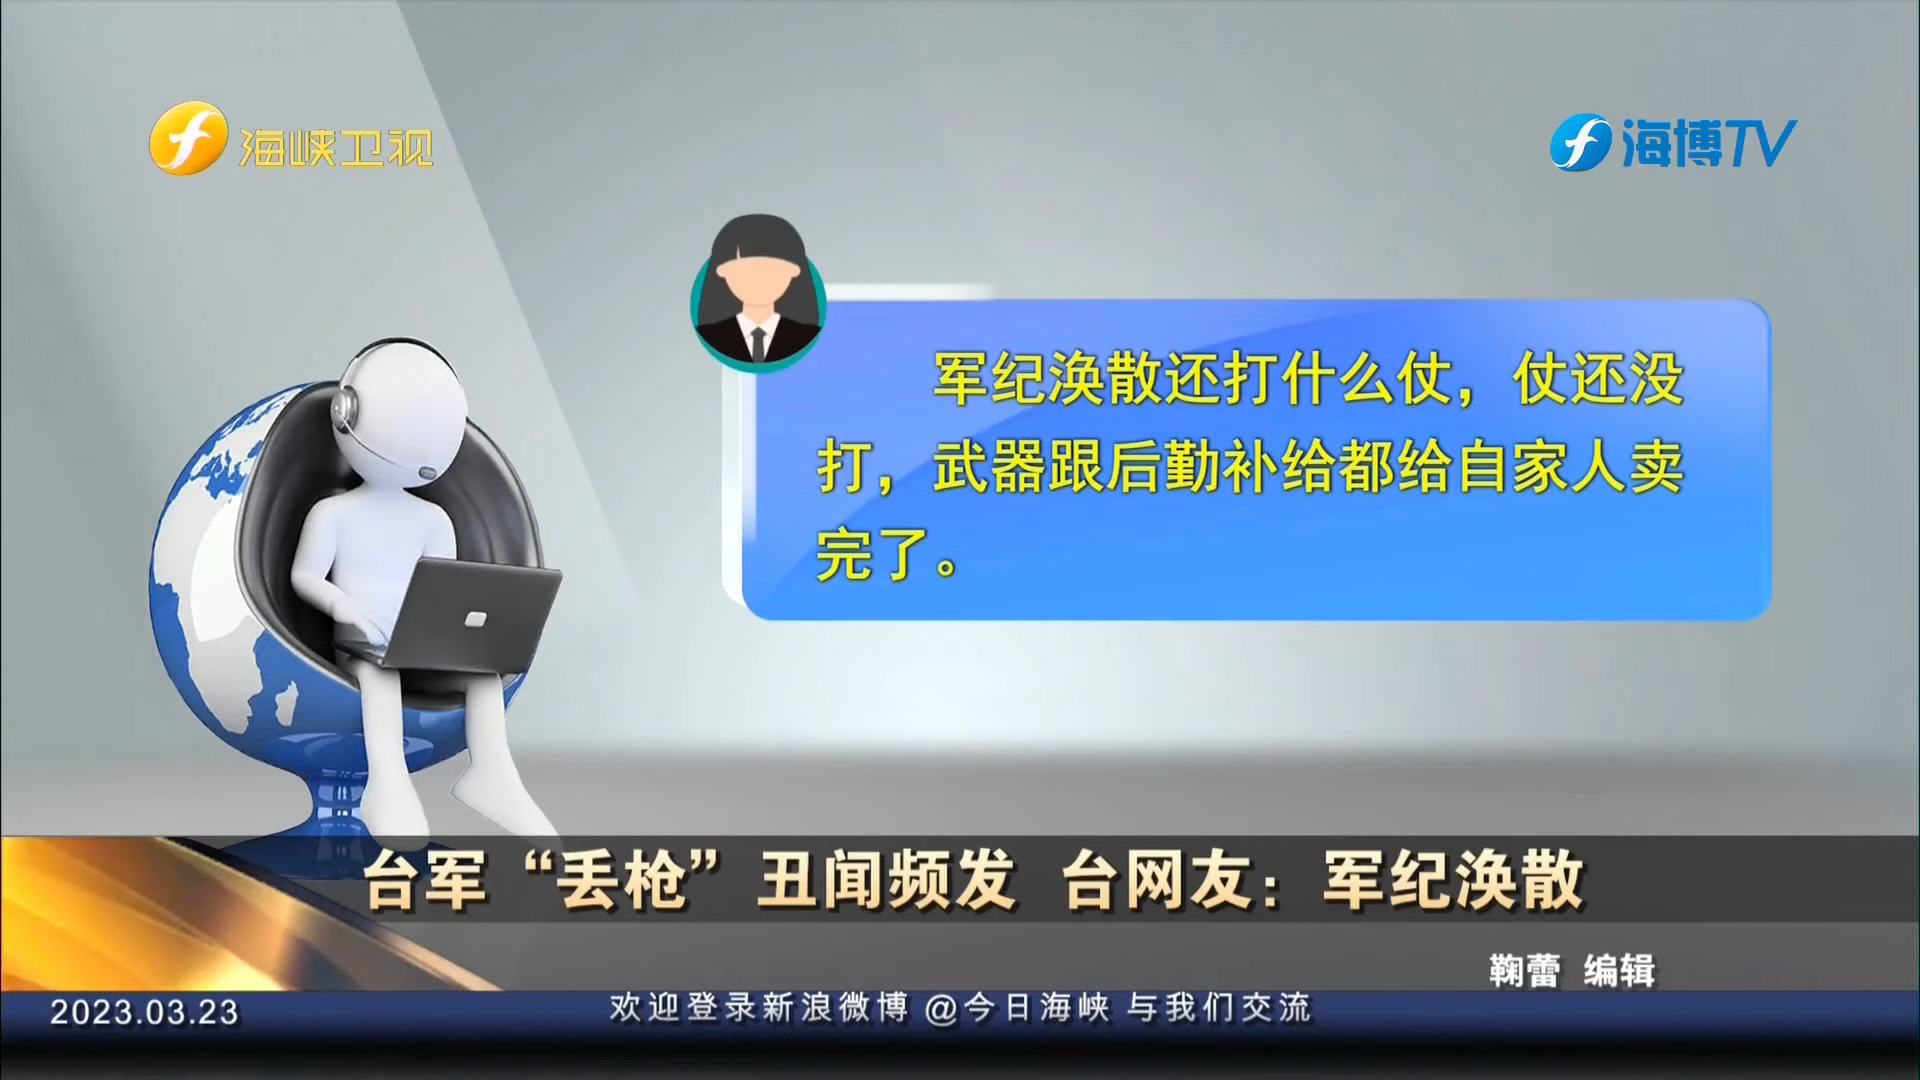 海峡卫视
海博TV
军纪涣散还打什么仗，仗还没
打，武器跟后勤补给都给自家人卖
完了。
台军“丢枪”丑闻频发 台网友：军纪涣散
鞠蕾 编辑
2023.03.23
欢迎登录新浪微博 @今日海峡 与我们交流